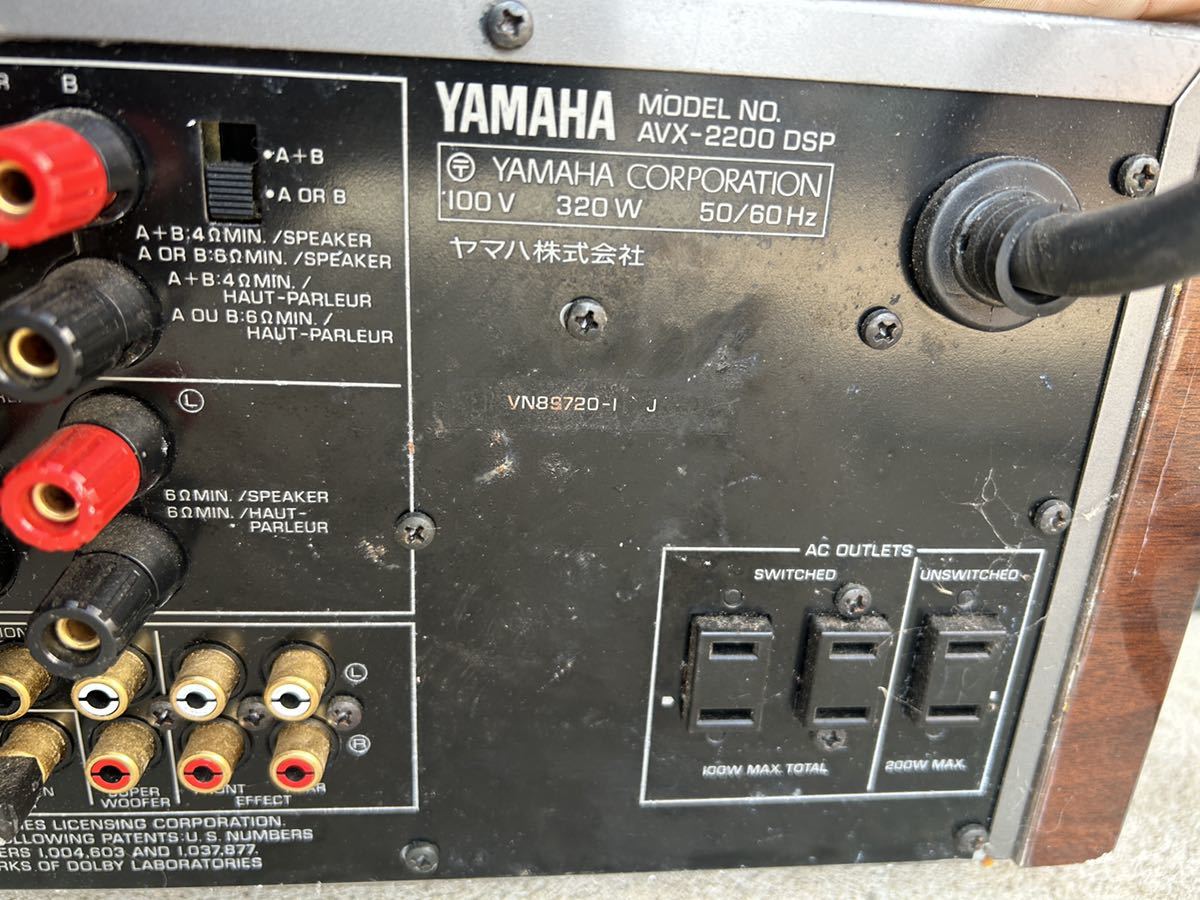 B
A+B
A OR B
A+B:4ΩMIN./SPEAKER
A OR B:6ΩMIN./SPEAKER
A+B:4ΩMIN./
HAUT-PARLEUR
A OU B:6ΩMIN./
HAUT-PARLEUR
L
6ΩMIN./SPEAKER
6ΩMIN./HAUT-
PARLEUR
YAMAHA
MODEL NO.
AVX-2200 DSP
YAMAHA CORPORATION
100V 320W 50/60Hz
ヤマハ株式会社
VN89720-1 J
AC OUTLETS
SWITCHED
UNSWITCHED
100W MAX. TOTAL
200W MAX.
L
R
WOOFER
EFFECT
LICENSING CORPORATION.
PATENTS: U.S. NUMBERS
1,004,603 AND 1,037,877.
OF DOLBY LABORATORIES